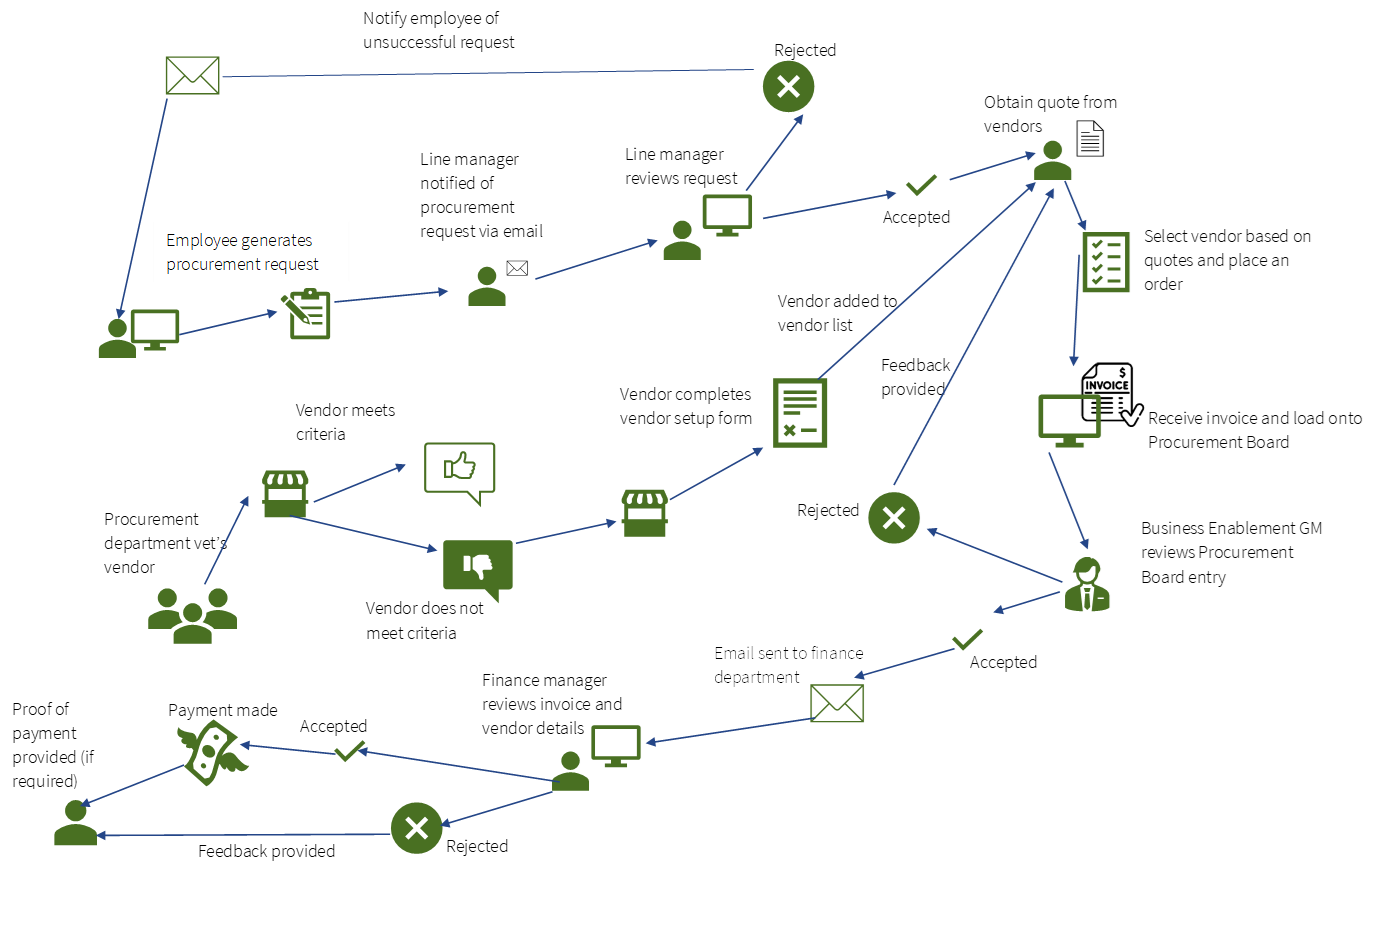 Notify employee of
unsuccessful request
Rejected
Obtain quote from
vendors
Line manager
reviews request
Line manager
notified of
procurement
request via email
Accepted
Employee generates
procurement request
Select vendor based on
quotes and place an
order
Vendor added to
vendor list
Feedback
provided
$
INVOICE
Receive invoice and load onto
Procurement Board
Vendor completes
vendor setup form
Vendor meets
criteria
Procurement
department vet's
vendor
Vendor does not
meet criteria
Rejected
Business Enablement GM
reviews Procurement
Board entry
Accepted
Email sent to finance
department
Finance manager
reviews invoice and
vendor details
Accepted
Payment made
Proof of
payment
provided (if
required)
Rejected
Feedback provided